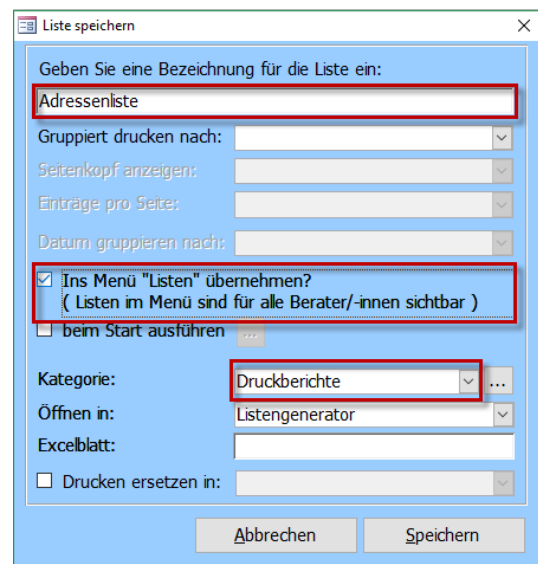 Liste speichern
Geben Sie eine Bezeichnung für die Liste ein:
Adressenliste
Gruppiert drucken nach:
Seitenkopf anzeigen:
Einträge pro Seite:
Datum gruppieren nach:
Ins Menü "Listen" übernehmen?
( Listen im Menü sind für alle Berater/-innen sichtbar )
beim Start ausführen ...
Kategorie: Druckberichte ...
Öffnen in: Listengenerator
Excelblatt:
Drucken ersetzen in:
Abbrechen Speichern